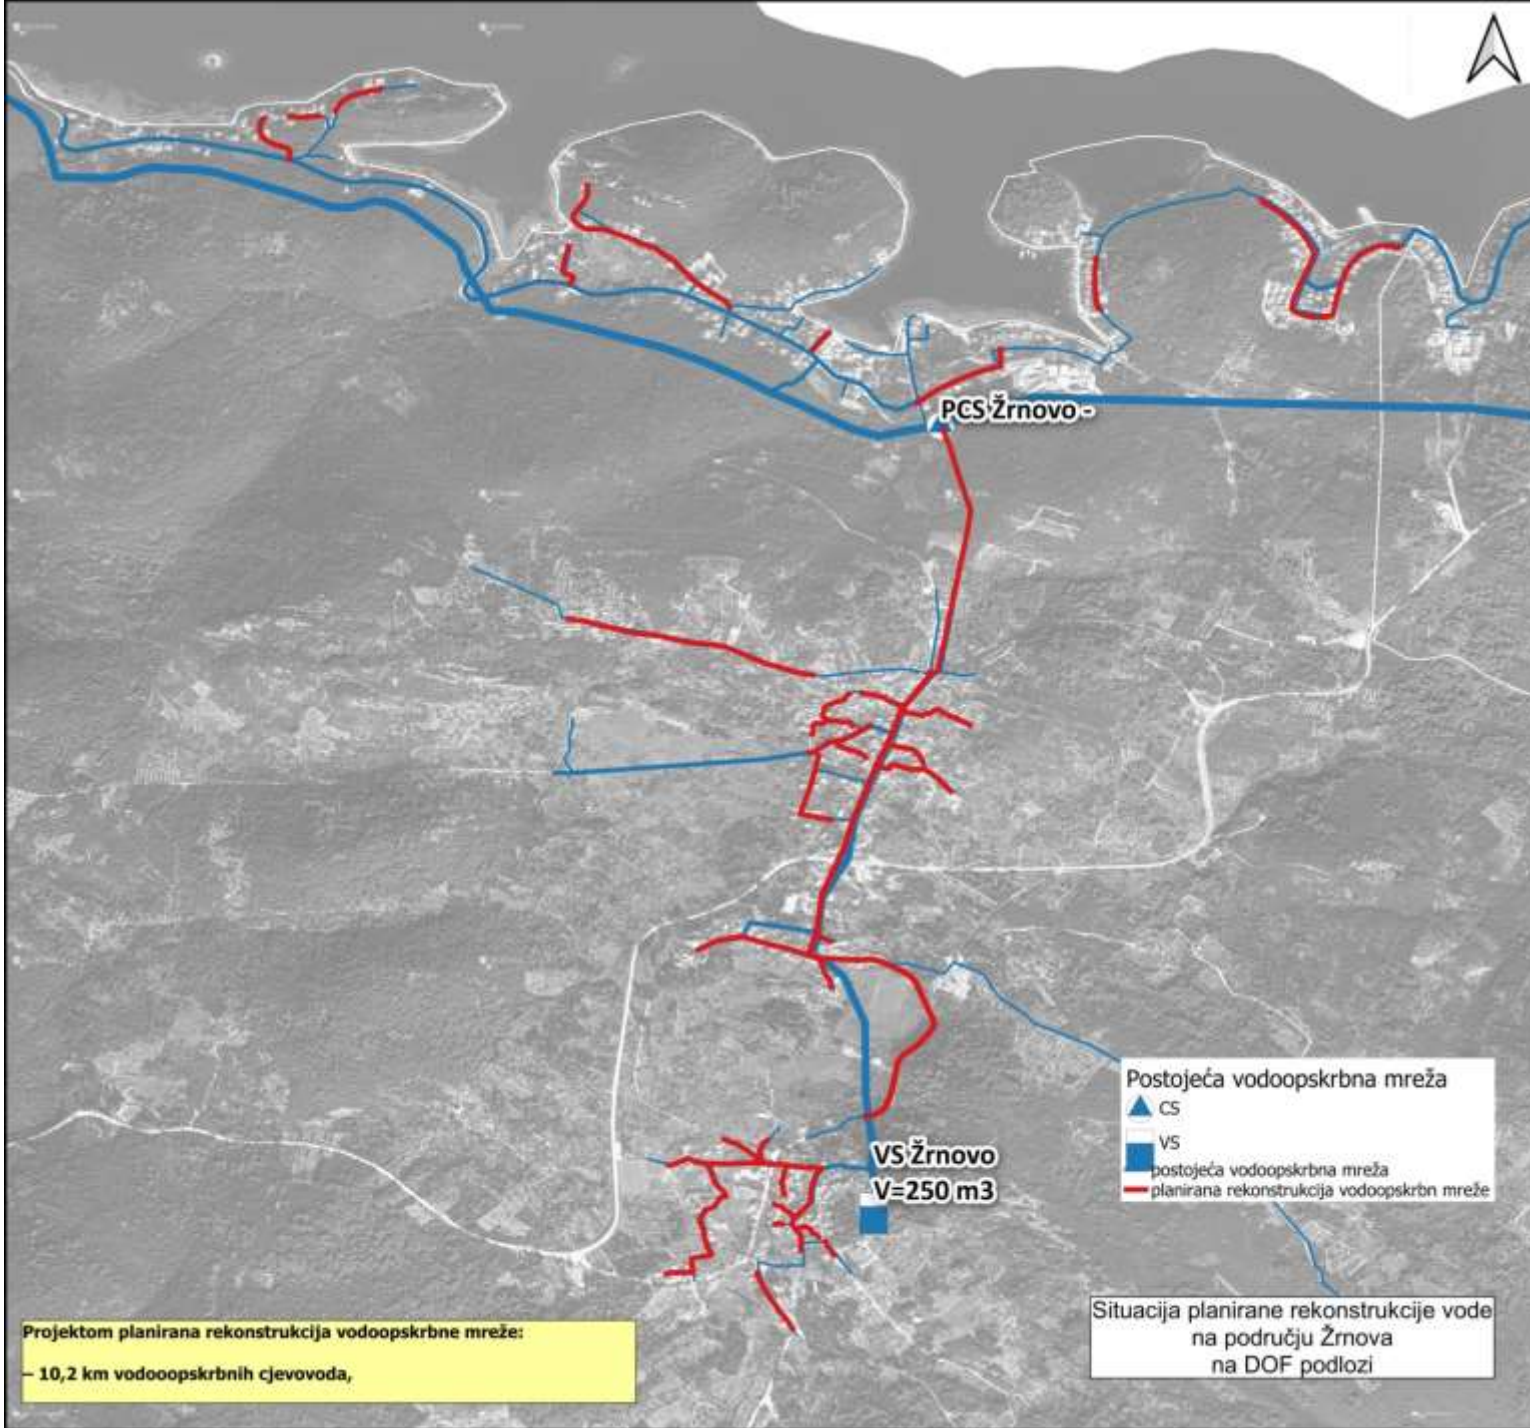 PCS Žrnovo -
Postojeća vodoopskrbna mreža
CS
VS
postojeća vodoopskrbna mreža
planirana rekonstrukcija vodoopskrbn mreže
VS Žrnovo
V=250 m3
Situacija planirane rekonstrukcije vode
na području Žrnova
na DOF podlozi
Projektom planirana rekonstrukcija vodoopskrbne mreže:
– 10,2 km vodooopskrbnih cjevovoda,